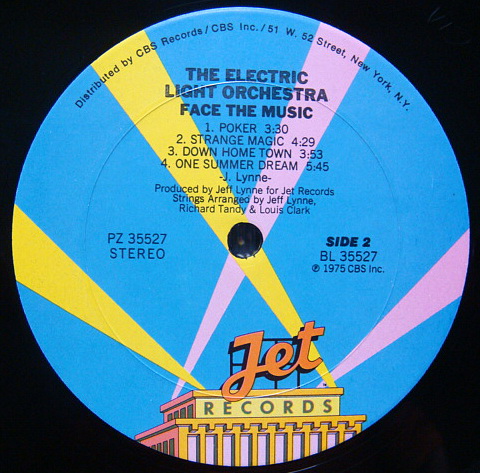 Distributed by CBS Records/CBS Inc./51 W. 52 Street, New York, N.Y.
THE ELECTRIC
LIGHT ORCHESTRA
FACE THE MUSIC
1. POKER 3:30
2. STRANGE MAGIC 4:29
3. DOWN HOME TOWN 3:53
4. ONE SUMMER DREAM 5:45
-J. Lynne-
Produced by Jeff Lynne for Jet Records
Strings Arranged by Jeff Lynne,
Richard Tandy & Louis Clark
PZ 35527
STEREO
SIDE 2
BL 35527
℗ 1975 CBS Inc.
Jet
RECORDS